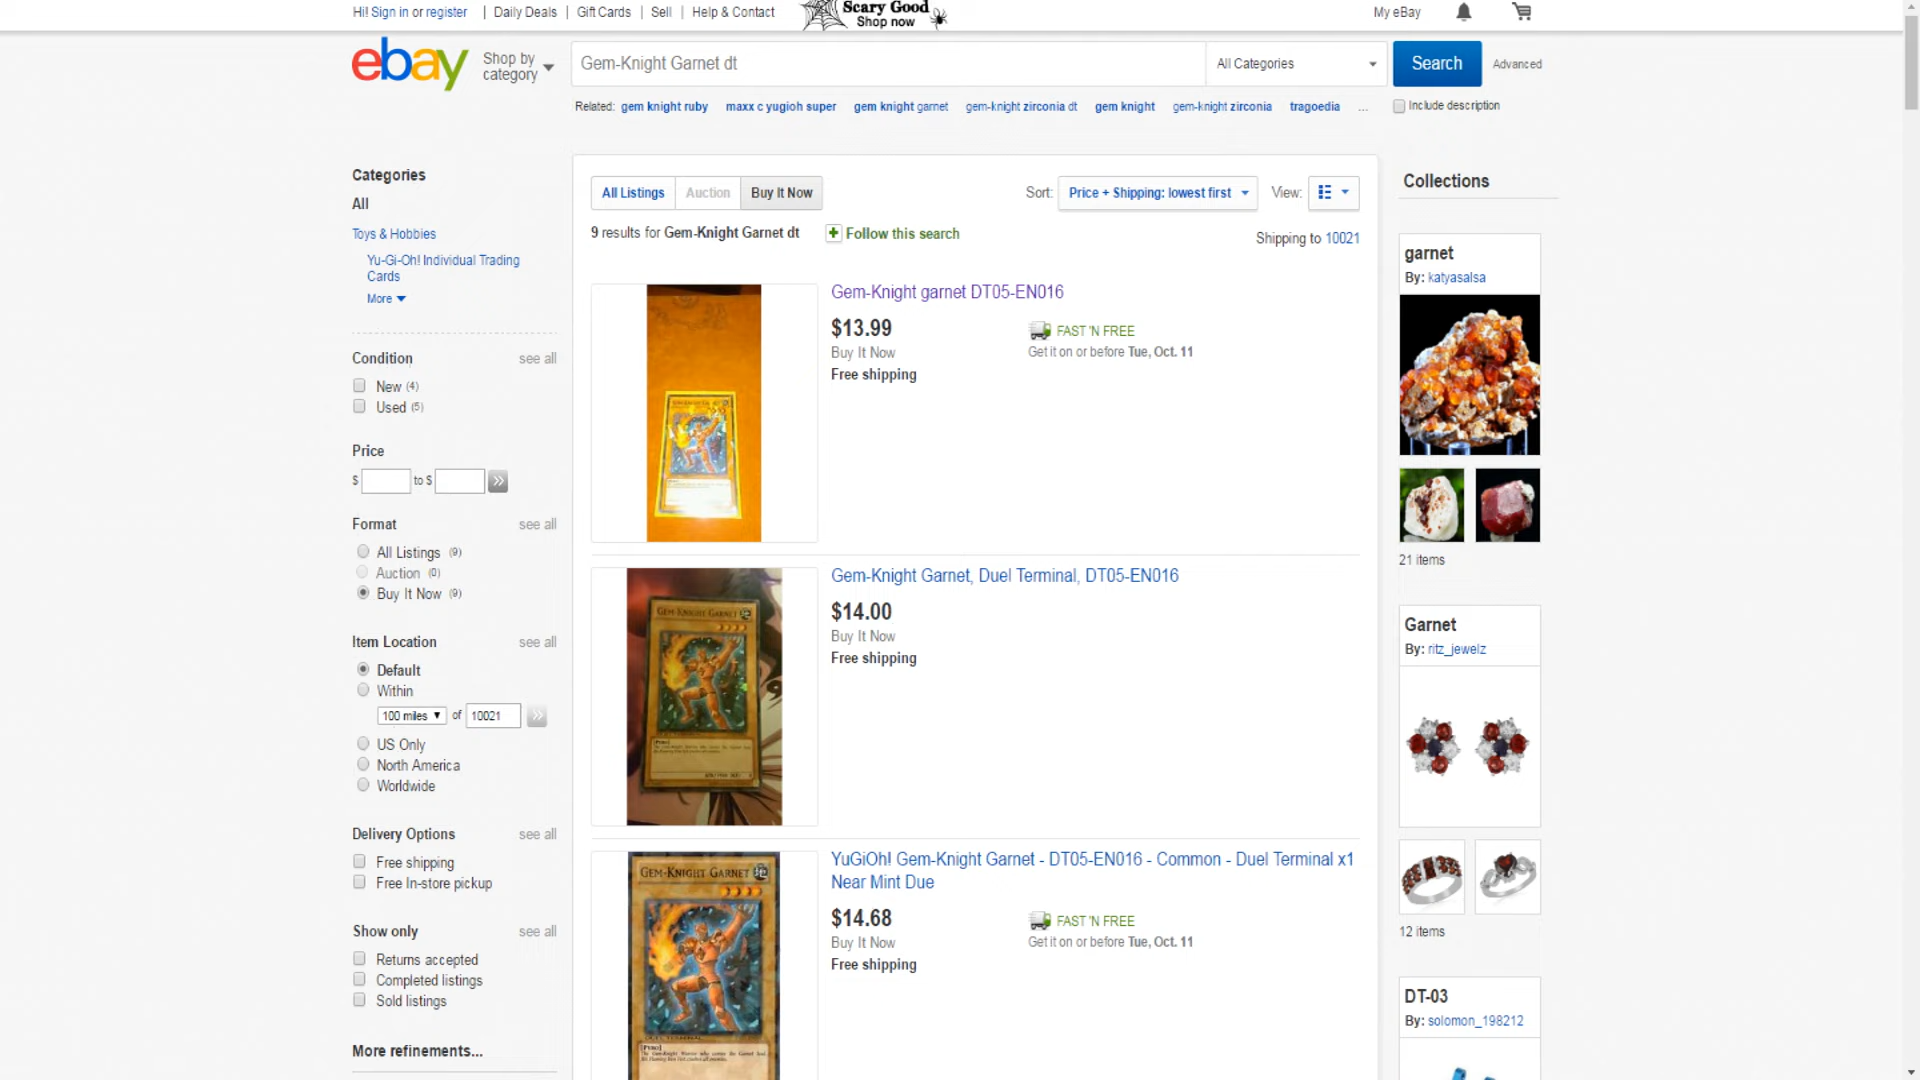 Hi! Sign in or register | Daily Deals | Gift Cards | Sell | Help & Contact
Scary Good
Shop now
My eBay
ebay
Shop by
category
Gem-Knight Garnet dt
All Categories
Search
Advanced
Related: gem knight ruby maxx c yugioh super gem knight garnet gem-knight zirconia dt gem knight gem-knight zirconia tragoedia ...
Include description
Categories
All
Toys & Hobbies
Yu-Gi-Oh! Individual Trading
Cards
More
Condition see all
New (4)
Used (5)
Price
$ to $
Format see all
All Listings (9)
Auction (0)
Buy It Now (9)
Item Location see all
Default
Within
100 miles of 10021
US Only
North America
Worldwide
Delivery Options see all
Free shipping
Free In-store pickup
Show only see all
Returns accepted
Completed listings
Sold listings
More refinements...
All Listings Auction Buy It Now
Sort: Price + Shipping: lowest first View:
9 results for Gem-Knight Garnet dt Follow this search
Shipping to 10021
Gem-Knight garnet DT05-EN016
$13.99
Buy It Now
Free shipping
FAST 'N FREE
Get it on or before Tue, Oct. 11
GEM-KNIGHT GARNET
Gem-Knight Garnet, Duel Terminal, DT05-EN016
$14.00
Buy It Now
Free shipping
GEM-KNIGHT GARNET
DUEL TERMINAL
[Pyro]
YuGiOh! Gem-Knight Garnet - DT05-EN016 - Common - Duel Terminal x1
Near Mint Due
$14.68
Buy It Now
Free shipping
FAST 'N FREE
Get it on or before Tue, Oct. 11
Collections
garnet
By: katyasalsa
21 items
Garnet
By: ritz_jewelz
12 items
DT-03
By: solomon_198212